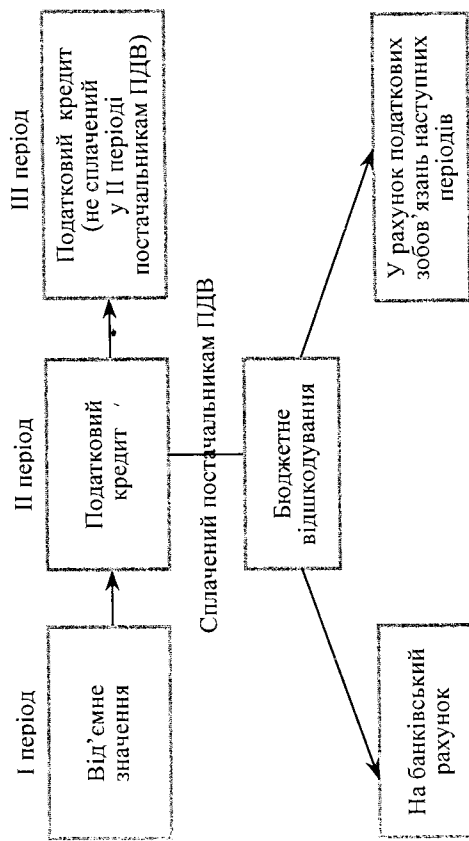 І період
Від’ємне
значення
ІІ період
Податковий
кредит
ІІІ період
Податковий кредит
(не сплачений
у ІІ періоді
постачальникам ПДВ)
Сплачений постачальникам ПДВ
Бюджетне
відшкодування
На банківський
рахунок
У рахунок податкових
зобов’язань наступних
періодів